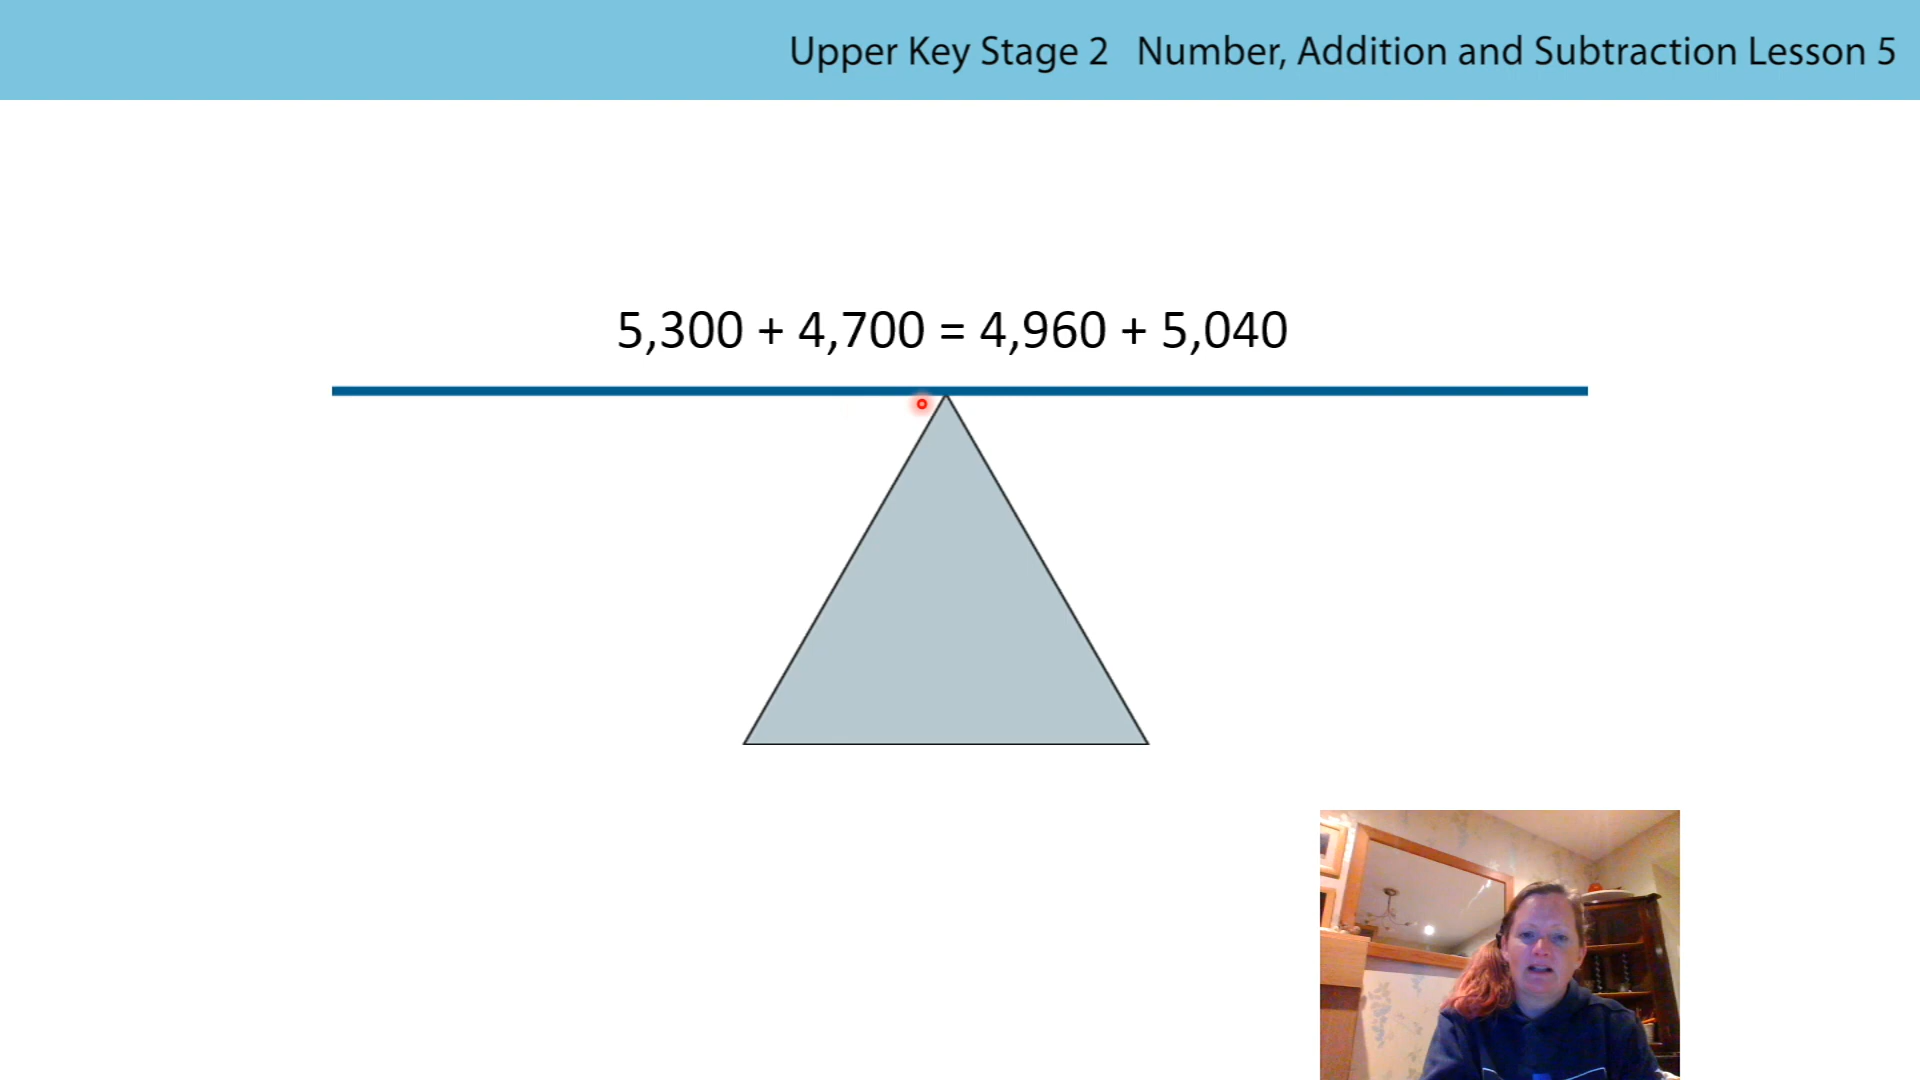 Upper Key Stage 2 Number, Addition and Subtraction Lesson 5
5,300 + 4,700 = 4,960 + 5,040